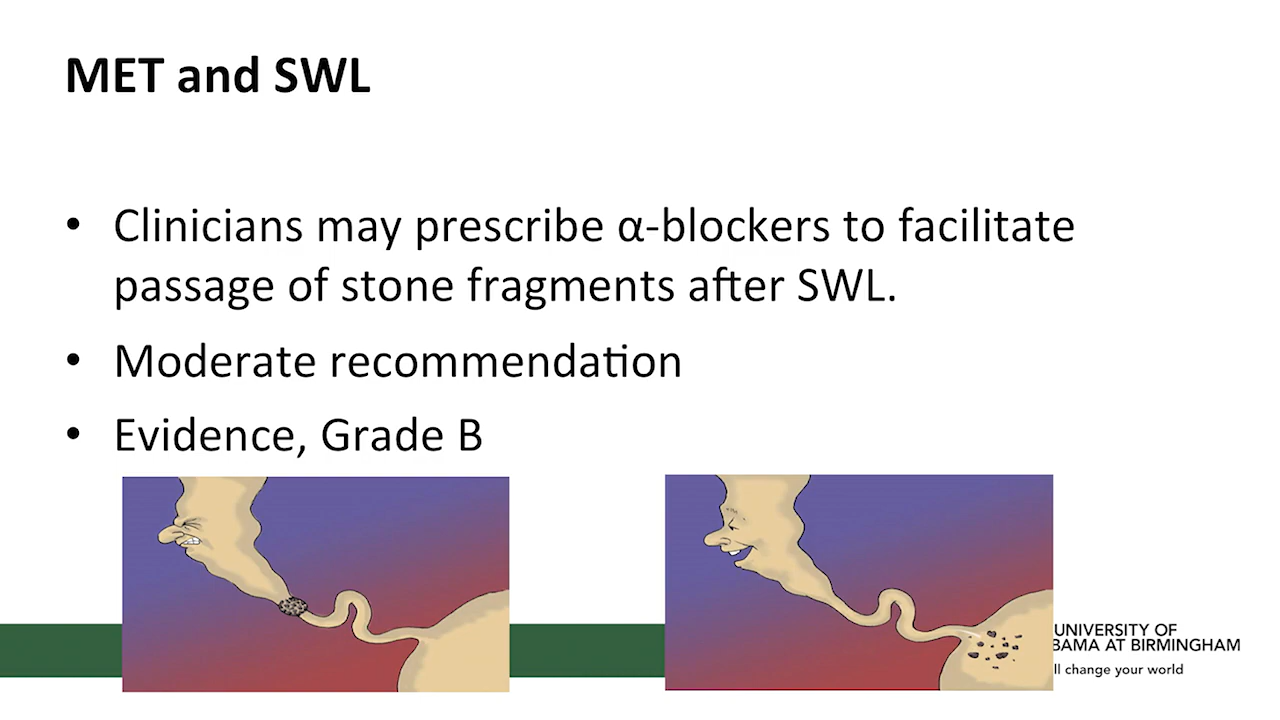 MET and SWL
• Clinicians may prescribe α-blockers to facilitate
passage of stone fragments after SWL.
• Moderate recommendation
• Evidence, Grade B
UNIVERSITY OF
BAMA AT BIRMINGHAM
ll change your world